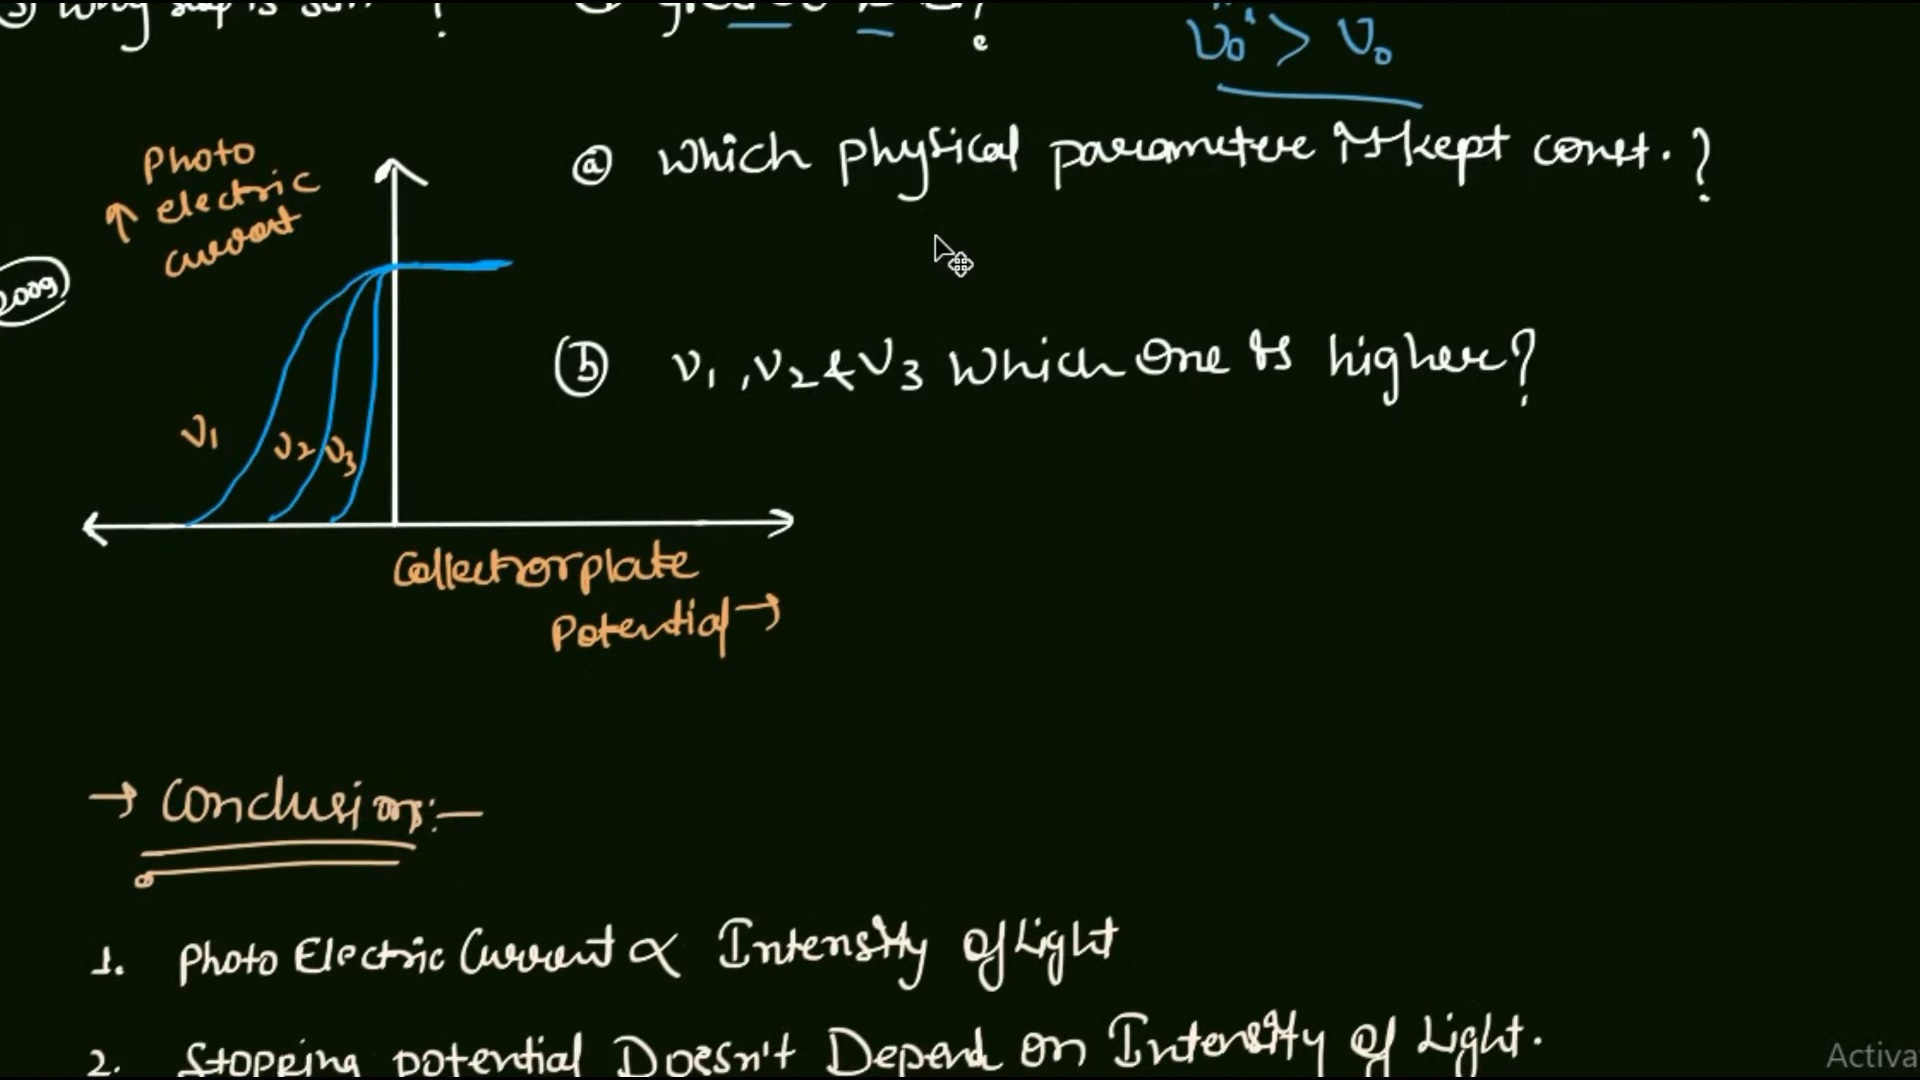 ν₀' > ν₀
Photo
↑ electric
current
2009
ⓐ Which physical parameter is kept const. ?
ⓑ ν₁, ν₂ & ν₃ Which one is higher?
ν₁ ν₂ ν₃
Collector plate
Potential →
→ Conclusion:-
1. Photo Electric Current ∝ Intensity of Light
2. Stopping potential Doesn't Depend on Intensity of Light.
Activa